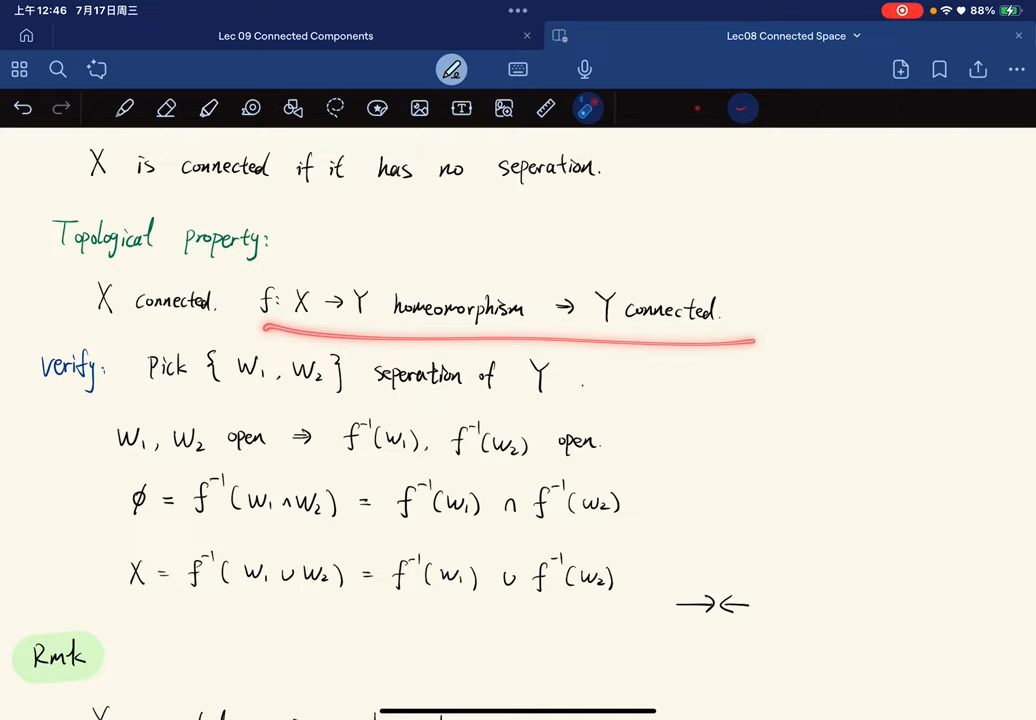 上午12:46 7月17日周三
88%
Lec 09 Connected Components
Lec08 Connected Space
X is connected if it has no seperation.
Topological property:
X connected. f: X → Y homeomorphism ⇒ Y connected.
verify: Pick { W₁, W₂ } seperation of Y .
W₁, W₂ open ⇒ f⁻¹(W₁), f⁻¹(W₂) open.
∅ = f⁻¹(W₁ ∩ W₂) = f⁻¹(W₁) ∩ f⁻¹(W₂)
X = f⁻¹( W₁ ∪ W₂) = f⁻¹(W₁) ∪ f⁻¹(W₂)
→←
Rmk